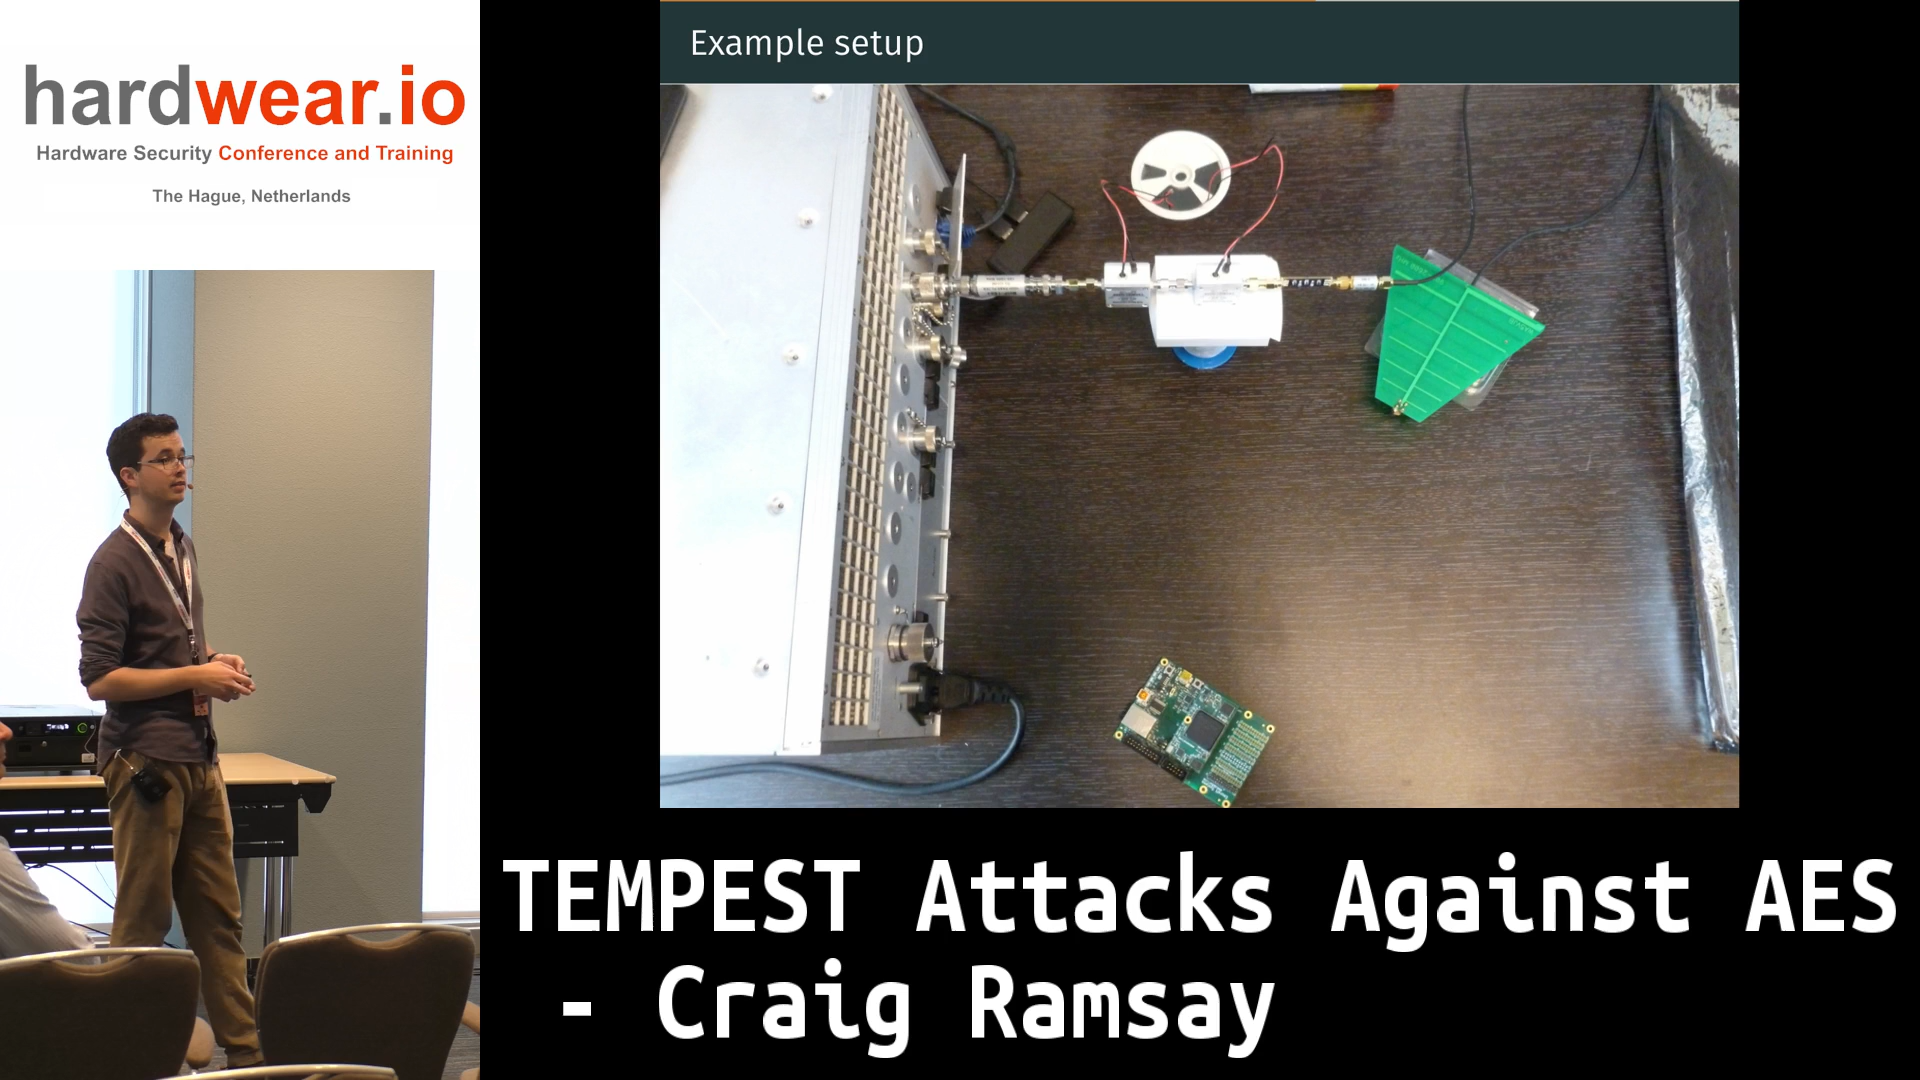 hardwear.io
Hardware Security Conference and Training
The Hague, Netherlands
Example setup
TEMPEST Attacks Against AES
- Craig Ramsay